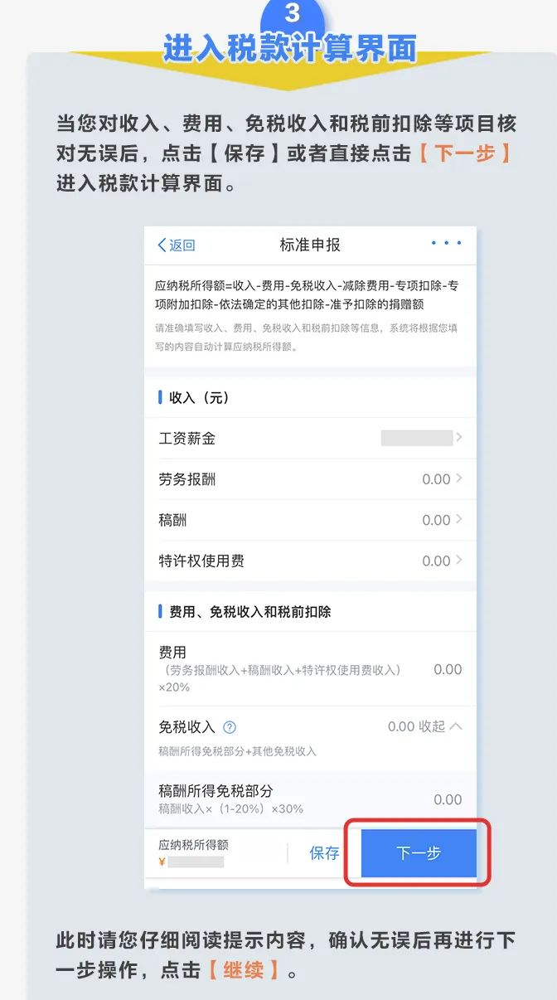 3
进入税款计算界面
当您对收入、费用、免税收入和税前扣除等项目核
对无误后，点击【保存】或者直接点击【下一步】
进入税款计算界面。
返回 标准申报
应纳税所得额=收入-费用-免税收入-减除费用-专项扣除-专
项附加扣除-依法确定的其他扣除-准予扣除的捐赠额
请准确填写收入、费用、免税收入和税前扣除等信息，系统将根据您填
写的内容自动计算应纳税所得额。
收入（元）
工资薪金
劳务报酬 0.00
稿酬 0.00
特许权使用费 0.00
费用、免税收入和税前扣除
费用
（劳务报酬收入+稿酬收入+特许权使用费收入） 0.00
×20%
免税收入 ? 0.00 收起
稿酬所得免税部分+其他免税收入
稿酬所得免税部分
稿酬收入×（1-20%）×30% 0.00
应纳税所得额
¥
保存 下一步
此时请您仔细阅读提示内容，确认无误后再进行下
一步操作，点击【继续】。